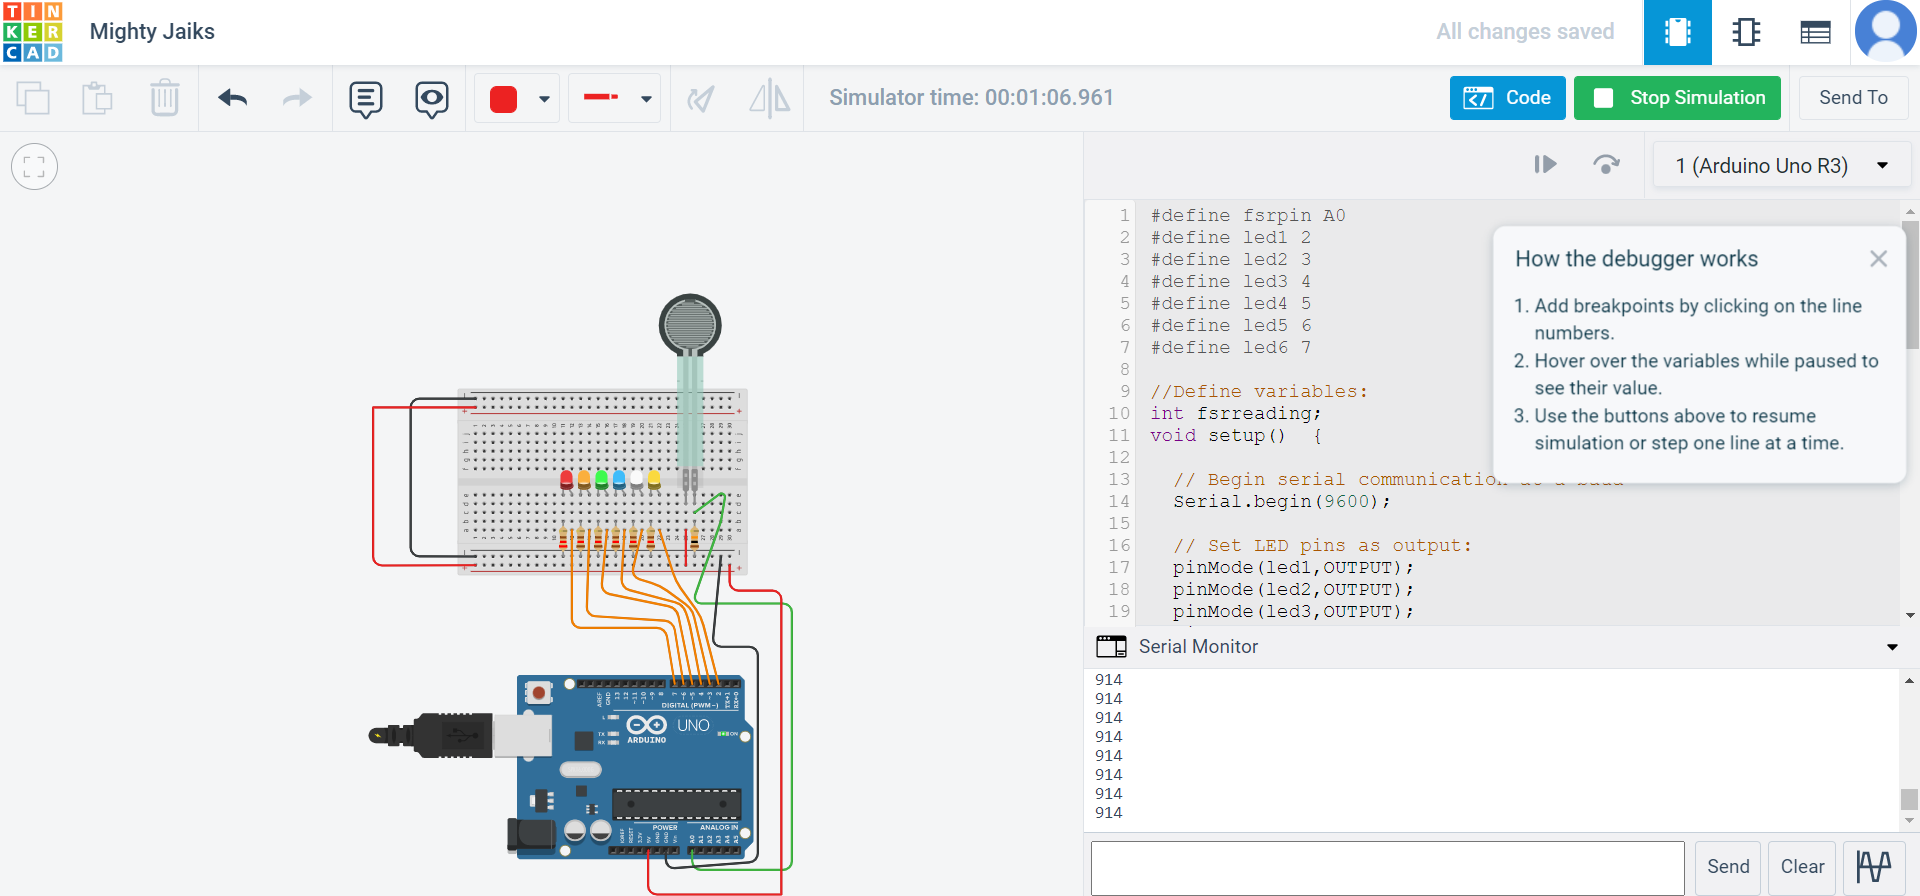 TIN
KER
CAD
Mighty Jaiks
All changes saved
Simulator time: 00:01:06.961
Code
Stop Simulation
Send To
1 (Arduino Uno R3)
1 #define fsrpin A0
2 #define led1 2
3 #define led2 3
4 #define led3 4
5 #define led4 5
6 #define led5 6
7 #define led6 7
8
9 //Define variables:
10 int fsrreading;
11 void setup()  {
12
13 // Begin serial communication
14 Serial.begin(9600);
15
16 // Set LED pins as output:
17 pinMode(led1,OUTPUT);
18 pinMode(led2,OUTPUT);
19 pinMode(led3,OUTPUT);
How the debugger works
1. Add breakpoints by clicking on the line
numbers.
2. Hover over the variables while paused to
see their value.
3. Use the buttons above to resume
simulation or step one line at a time.
Serial Monitor
914
914
914
914
914
914
914
914
Send
Clear
DIGITAL (PWM~)
UNO
ARDUINO
TX
RX
ON
POWER
ANALOG IN